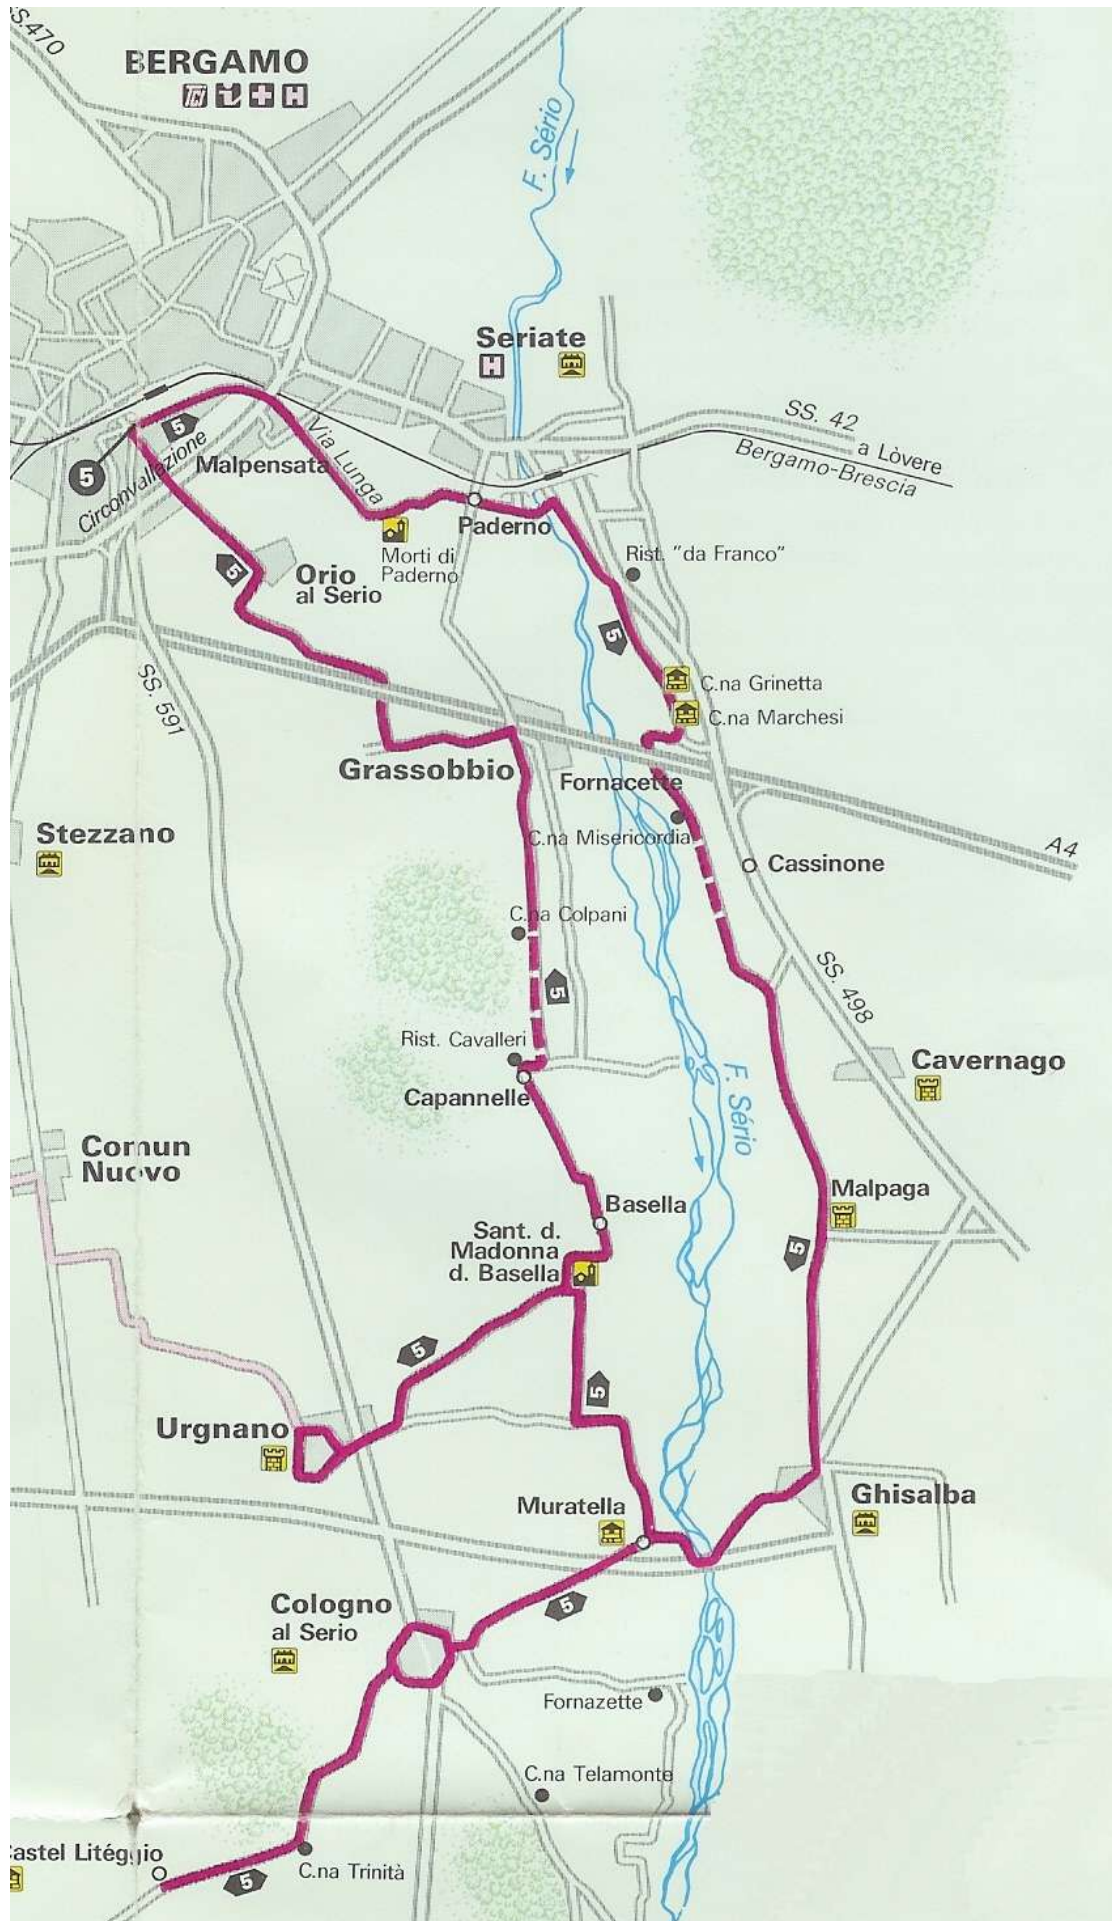 SS.470
BERGAMO
TCI i + H
F. Sério
Seriate
H
SS. 42
a Lòvere
Bergamo-Brescia
5
5
Circonvallazione
Malpensata
Via Lunga
Paderno
Morti di
Paderno
Rist. "da Franco"
5
Orio
al Serio
5
C.na Grinetta
C.na Marchesi
SS. 591
Grassobbio
Fornacette
C.na Misericordia
Stezzano
Cassinone
A4
C.na Colpani
SS. 498
5
Rist. Cavalleri
Capannelle
F. Sério
Cavernago
Comun
Nuovo
Malpaga
Basella
Sant. d.
Madonna
d. Basella
5
5
5
Urgnano
Muratella
Ghisalba
Cologno
al Serio
5
Fornazette
C.na Telamonte
astel Litéggio
C.na Trinità
5